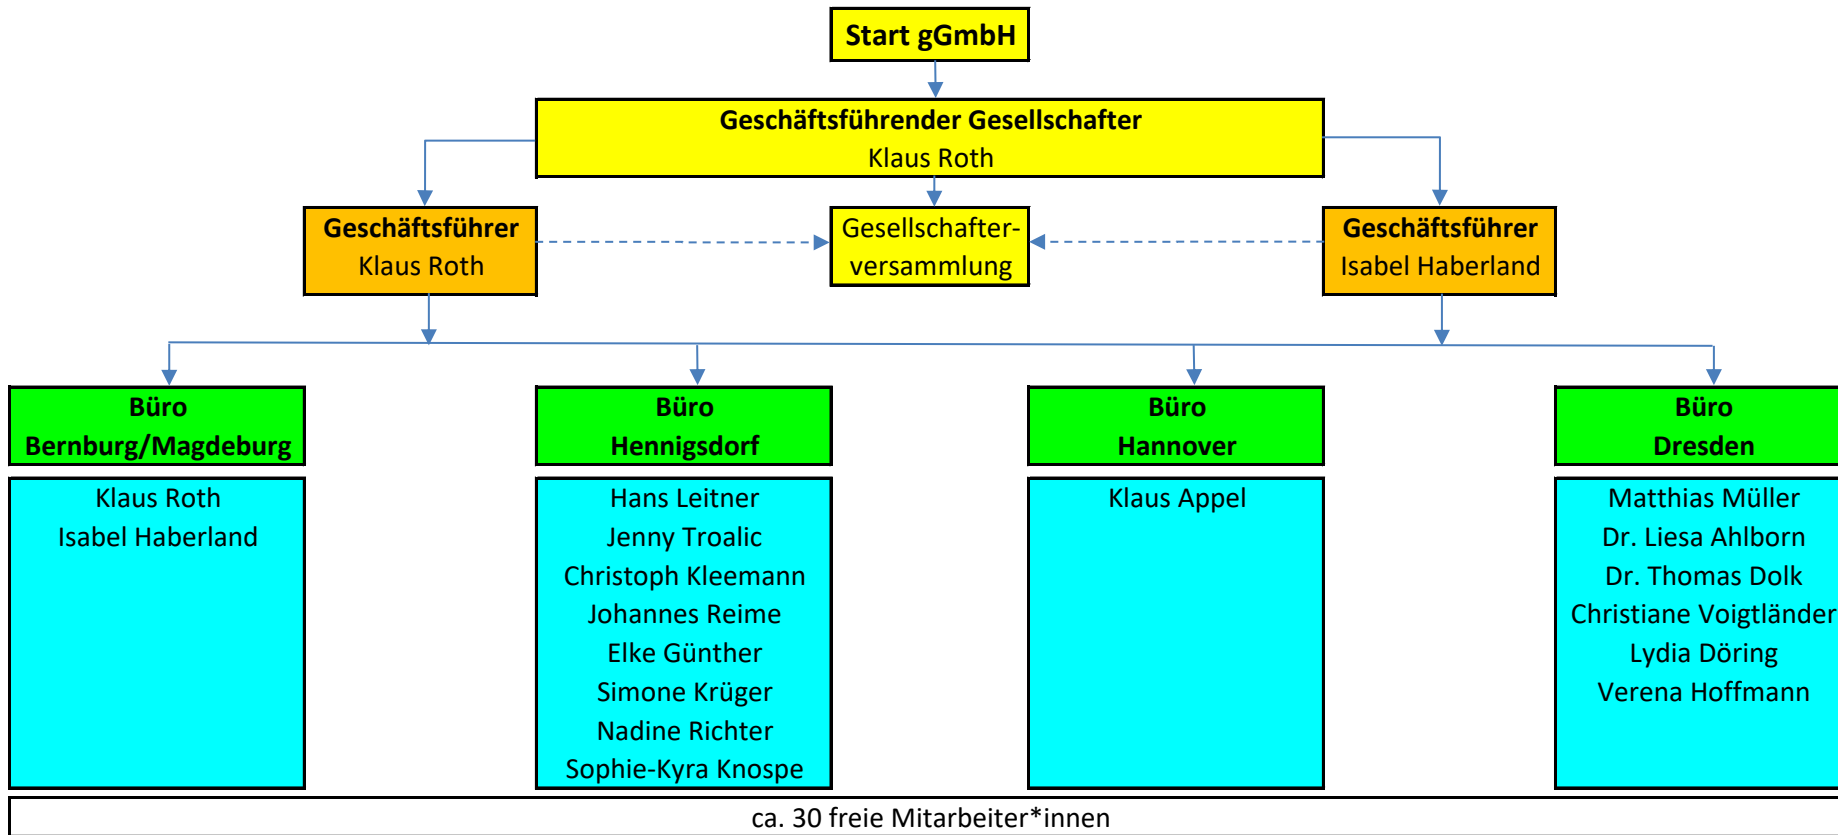 Start gGmbH
Geschäftsführender Gesellschafter
Klaus Roth
Geschäftsführer
Klaus Roth
Gesellschafter-
versammlung
Geschäftsführer
Isabel Haberland
Büro
Bernburg/Magdeburg
Klaus Roth
Isabel Haberland
Büro
Hennigsdorf
Hans Leitner
Jenny Troalic
Christoph Kleemann
Johannes Reime
Elke Günther
Simone Krüger
Nadine Richter
Sophie-Kyra Knospe
Büro
Hannover
Klaus Appel
Büro
Dresden
Matthias Müller
Dr. Liesa Ahlborn
Dr. Thomas Dolk
Christiane Voigtländer
Lydia Döring
Verena Hoffmann
ca. 30 freie Mitarbeiter*innen